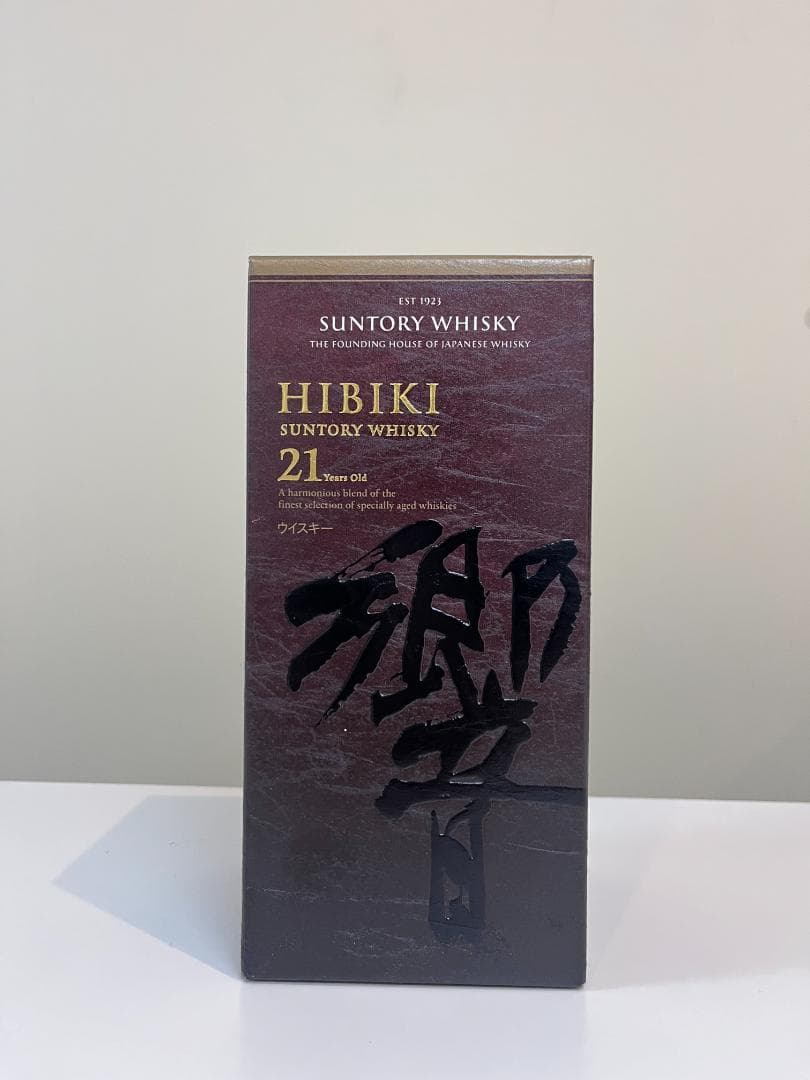 EST 1923
SUNTORY WHISKY
THE FOUNDING HOUSE OF JAPANESE WHISKY
HIBIKI
SUNTORY WHISKY
21 Years Old
A harmonious blend of the
finest selection of specially aged whiskies
ウイスキー
響